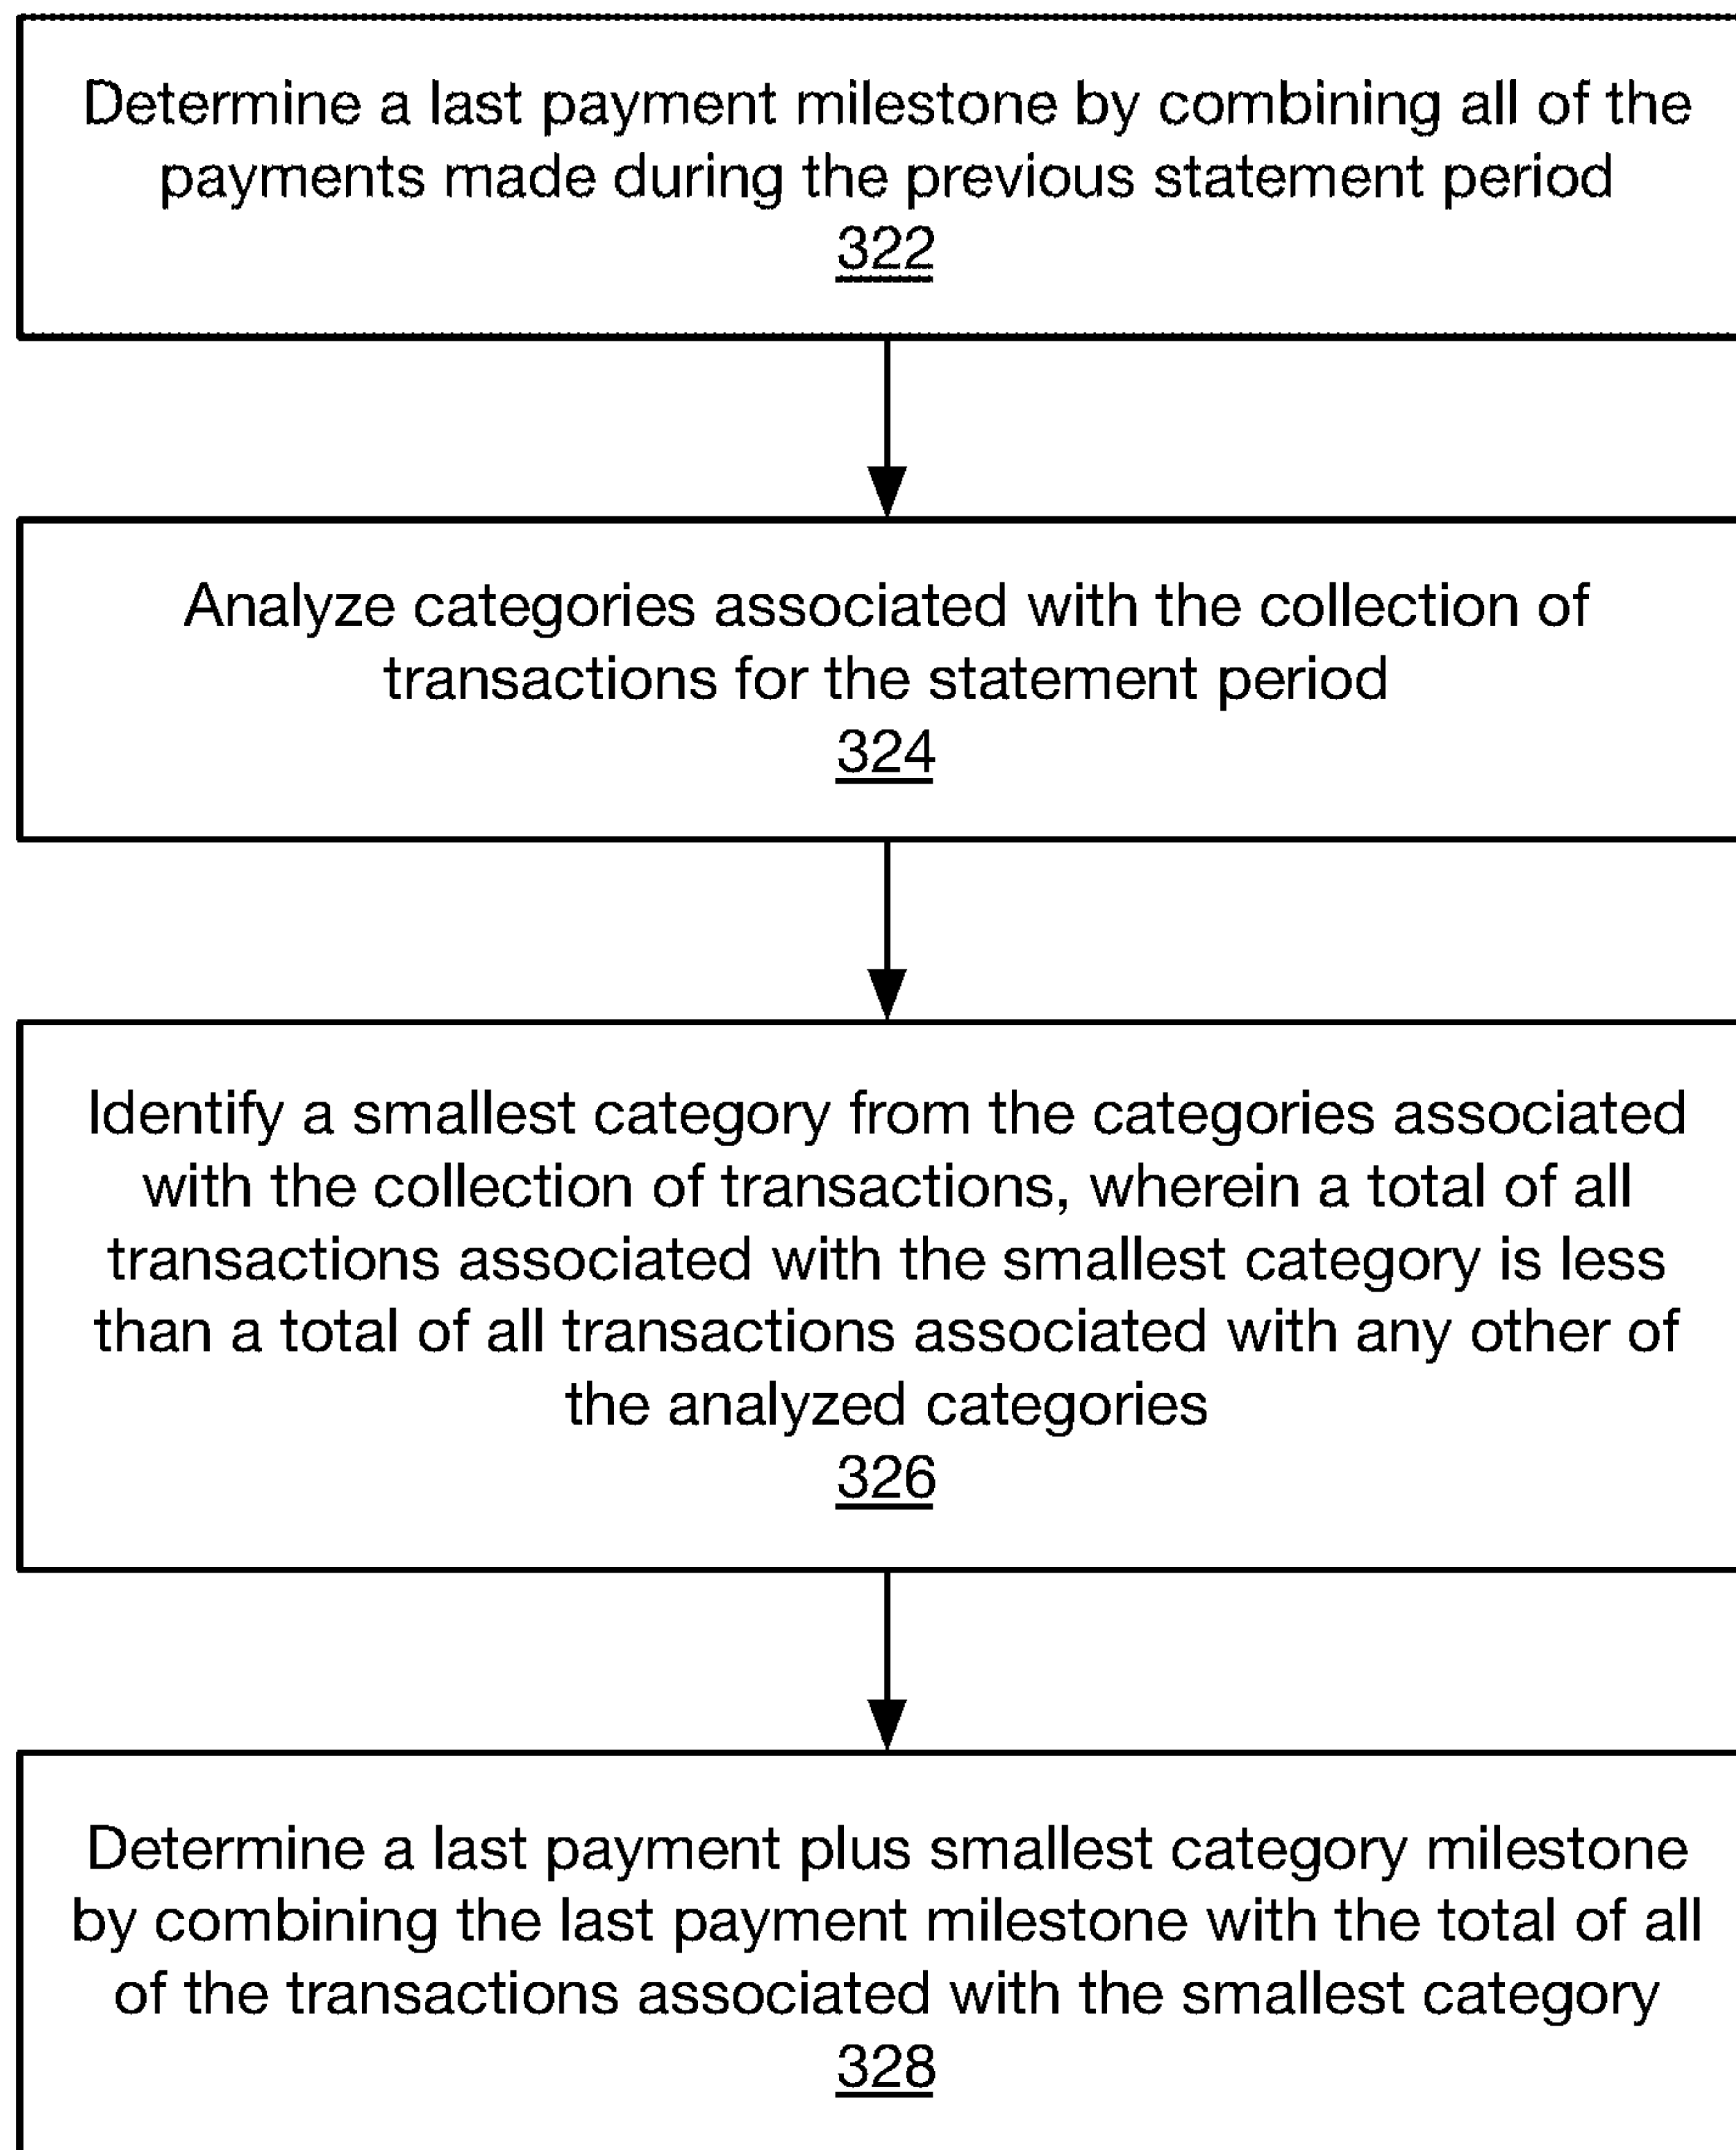 Determine a last payment milestone by combining all of the
payments made during the previous statement period
322
Analyze categories associated with the collection of
transactions for the statement period
324
Identify a smallest category from the categories associated
with the collection of transactions, wherein a total of all
transactions associated with the smallest category is less
than a total of all transactions associated with any other of
the analyzed categories
326
Determine a last payment plus smallest category milestone
by combining the last payment milestone with the total of all
of the transactions associated with the smallest category
328